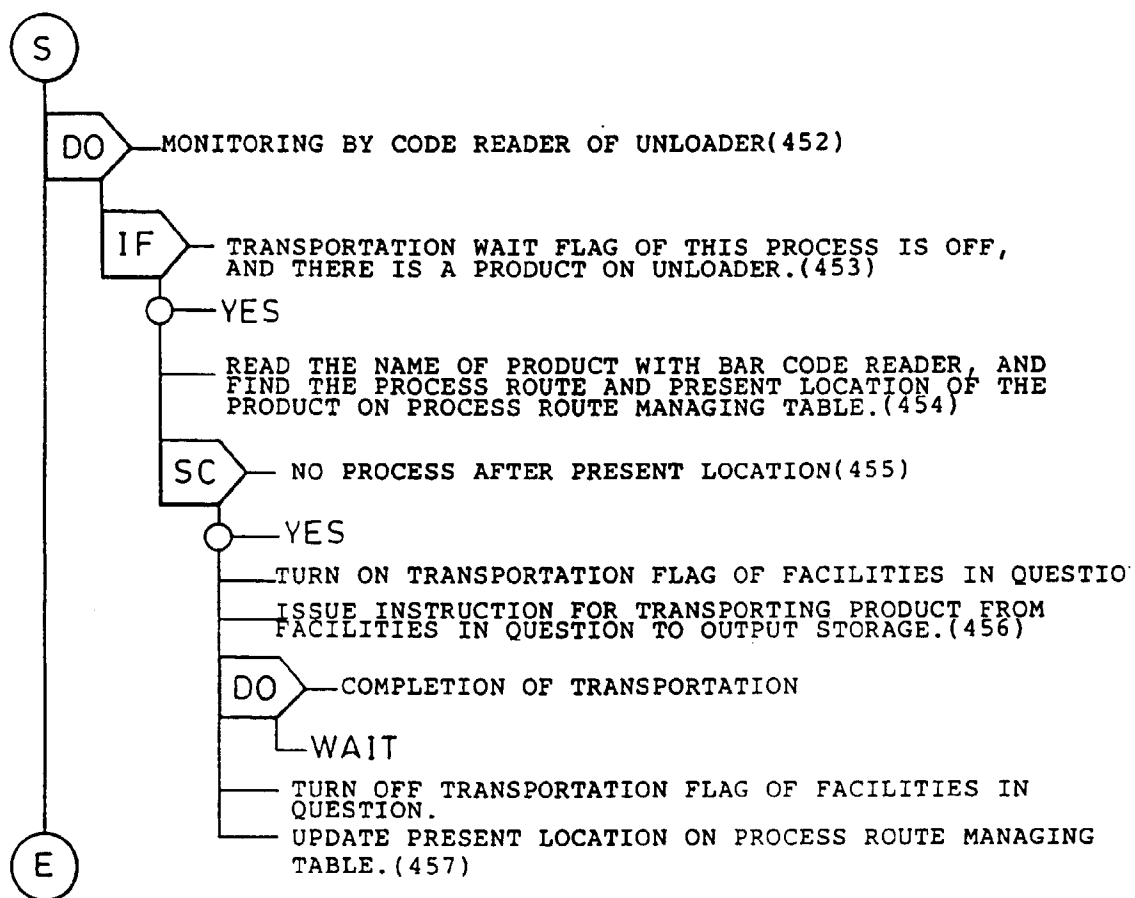 S
DO MONITORING BY CODE READER OF UNLOADER(452)
IF TRANSPORTATION WAIT FLAG OF THIS PROCESS IS OFF,
AND THERE IS A PRODUCT ON UNLOADER.(453)
YES
READ THE NAME OF PRODUCT WITH BAR CODE READER, AND
FIND THE PROCESS ROUTE AND PRESENT LOCATION OF THE
PRODUCT ON PROCESS ROUTE MANAGING TABLE.(454)
SC NO PROCESS AFTER PRESENT LOCATION(455)
YES
TURN ON TRANSPORTATION FLAG OF FACILITIES IN QUESTIO
ISSUE INSTRUCTION FOR TRANSPORTING PRODUCT FROM
FACILITIES IN QUESTION TO OUTPUT STORAGE.(456)
DO COMPLETION OF TRANSPORTATION
WAIT
TURN OFF TRANSPORTATION FLAG OF FACILITIES IN
QUESTION.
UPDATE PRESENT LOCATION ON PROCESS ROUTE MANAGING
TABLE.(457)
E